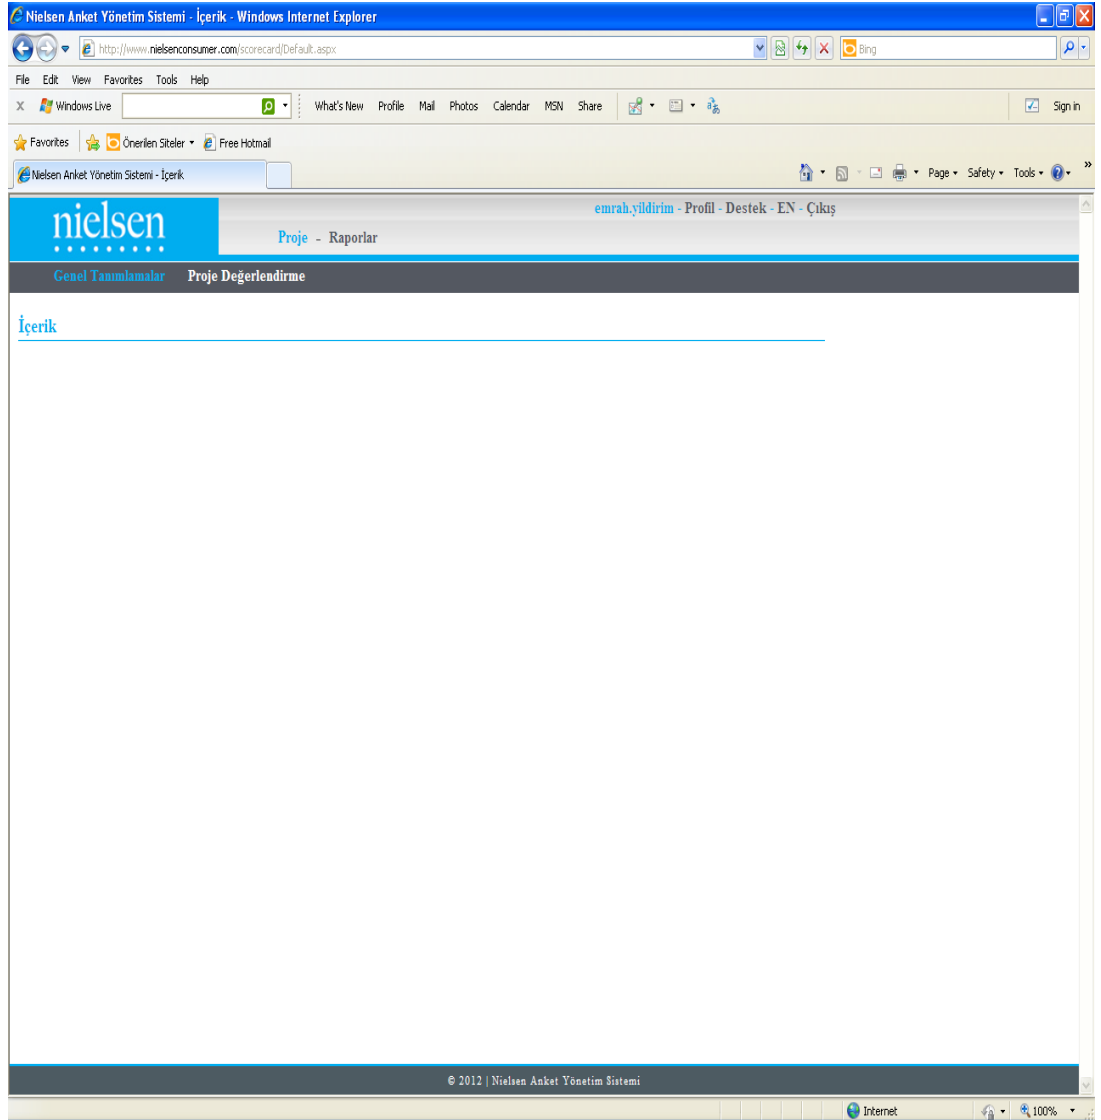 Nielsen Anket Yönetim Sistemi - İçerik - Windows Internet Explorer
http://www.nielsenconsumer.com/scorecard/Default.aspx
Bing
File Edit View Favorites Tools Help
X Windows Live What's New Profile Mail Photos Calendar MSN Share Sign in
Favorites Önerilen Siteler Free Hotmail
Nielsen Anket Yönetim Sistemi - İçerik Page Safety Tools »
nielsen
emrah.yildirim - Profil - Destek - EN - Çıkış
Proje - Raporlar
Genel Tanımlamalar Proje Değerlendirme
İçerik
© 2012 | Nielsen Anket Yönetim Sistemi
Internet 100%